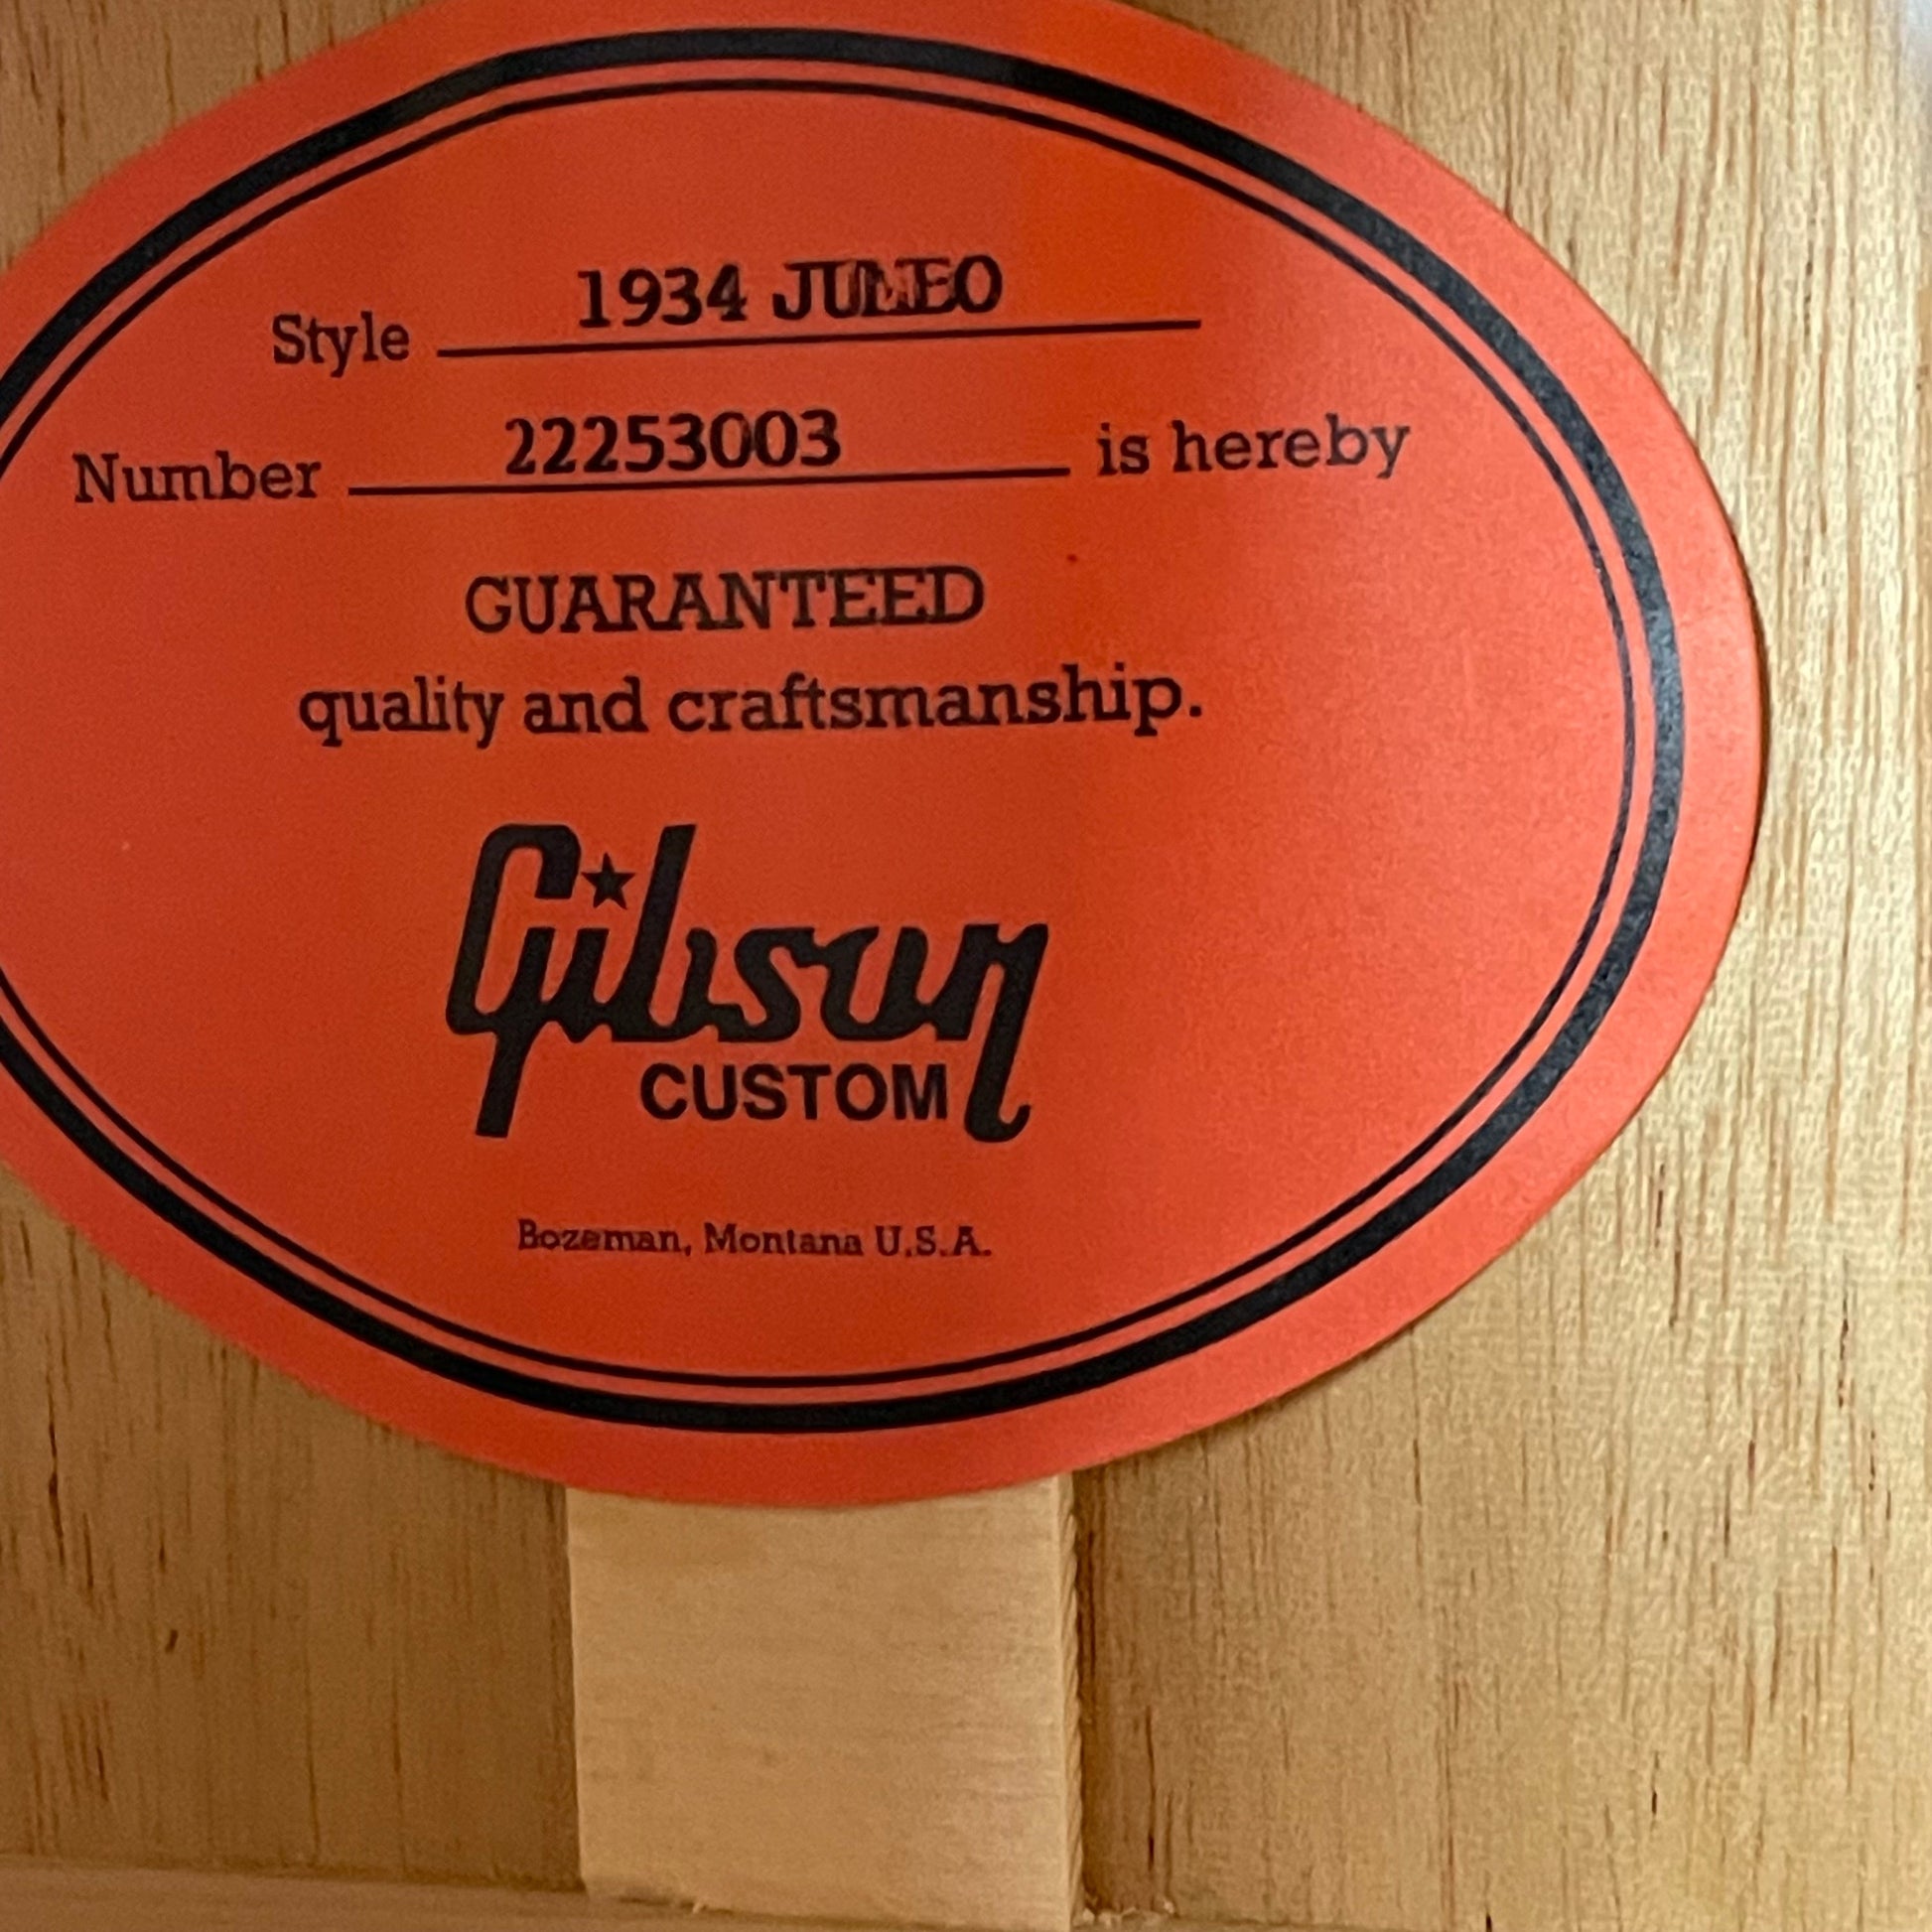 Style 1934 JUMBO
Number 22253003 is hereby
GUARANTEED
quality and craftsmanship.
Gibson
CUSTOM
Bozeman, Montana U.S.A.